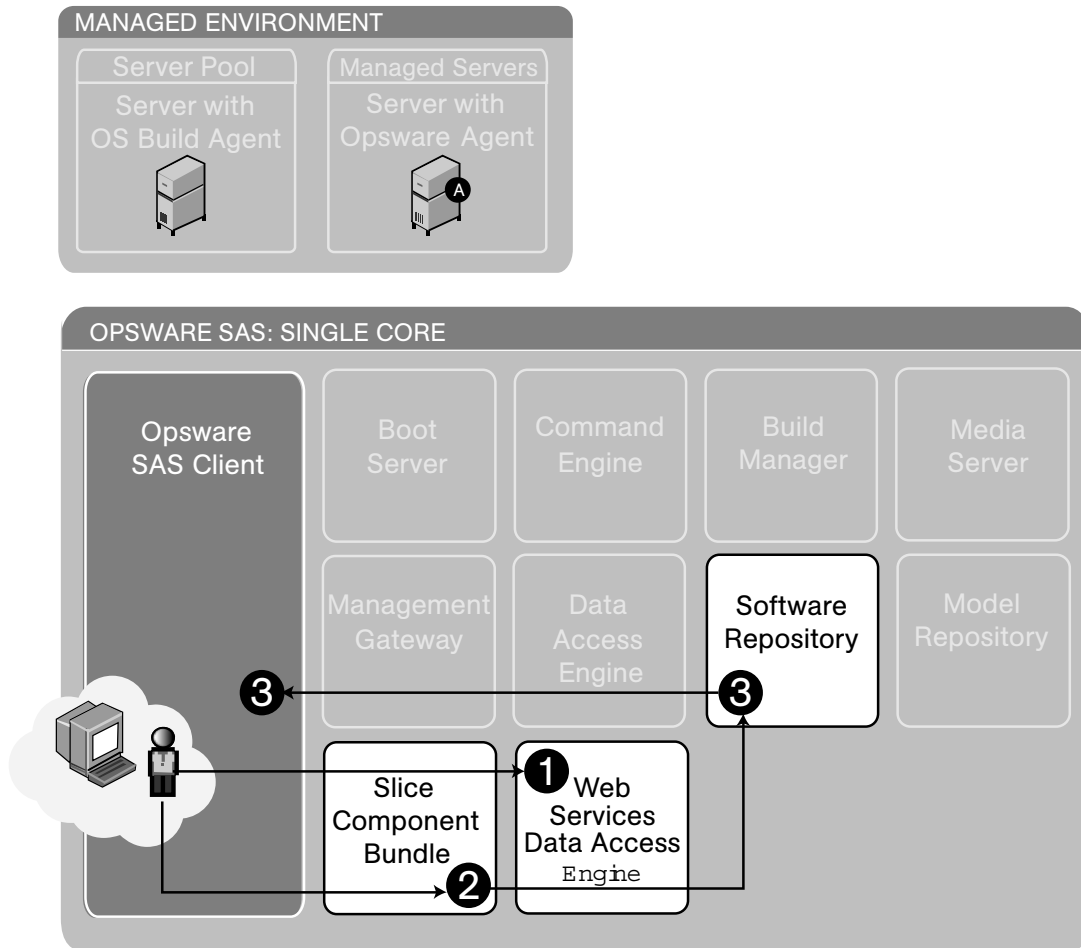 MANAGED ENVIRONMENT
Server Pool
Server with
OS Build Agent
Managed Servers
Server with
Opsware Agent
A
OPSWARE SAS: SINGLE CORE
Opsware
SAS Client
Boot
Server
Command
Engine
Build
Manager
Media
Server
Management
Gateway
Data
Access
Engine
Software
Repository
Model
Repository
3
3
Slice
Component
Bundle
2
1
Web
Services
Data Access
Engine